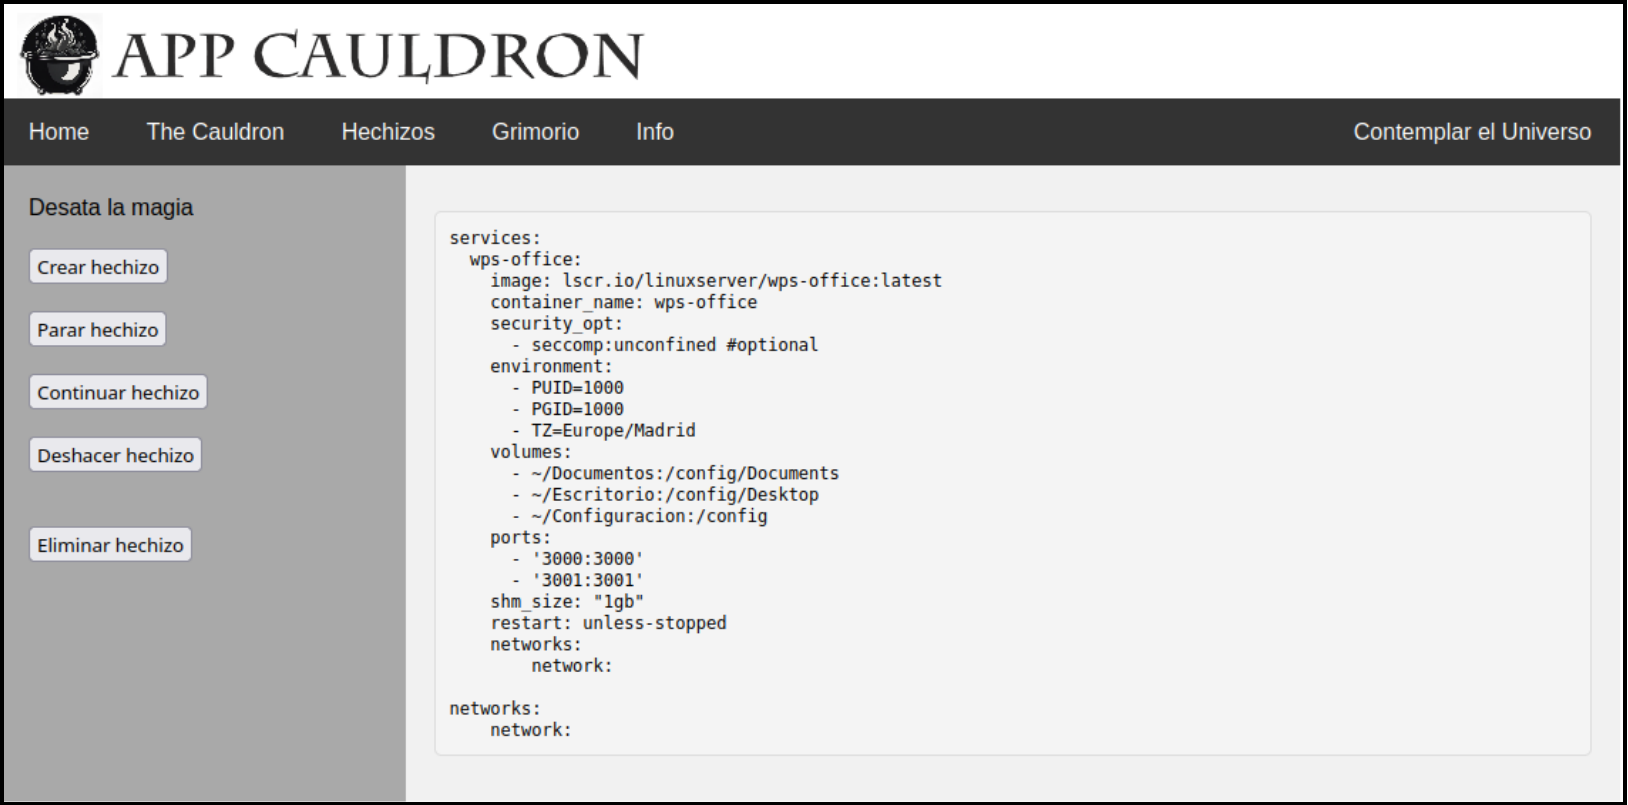 APP CAULDRON
Home The Cauldron Hechizos Grimorio Info Contemplar el Universo
Desata la magia
Crear hechizo
Parar hechizo
Continuar hechizo
Deshacer hechizo
Eliminar hechizo
services:
  wps-office:
    image: lscr.io/linuxserver/wps-office:latest
    container_name: wps-office
    security_opt:
      - seccomp:unconfined #optional
    environment:
      - PUID=1000
      - PGID=1000
      - TZ=Europe/Madrid
    volumes:
      - ~/Documentos:/config/Documents
      - ~/Escritorio:/config/Desktop
      - ~/Configuracion:/config
    ports:
      - '3000:3000'
      - '3001:3001'
    shm_size: "1gb"
    restart: unless-stopped
    networks:
        network:
networks:
    network: